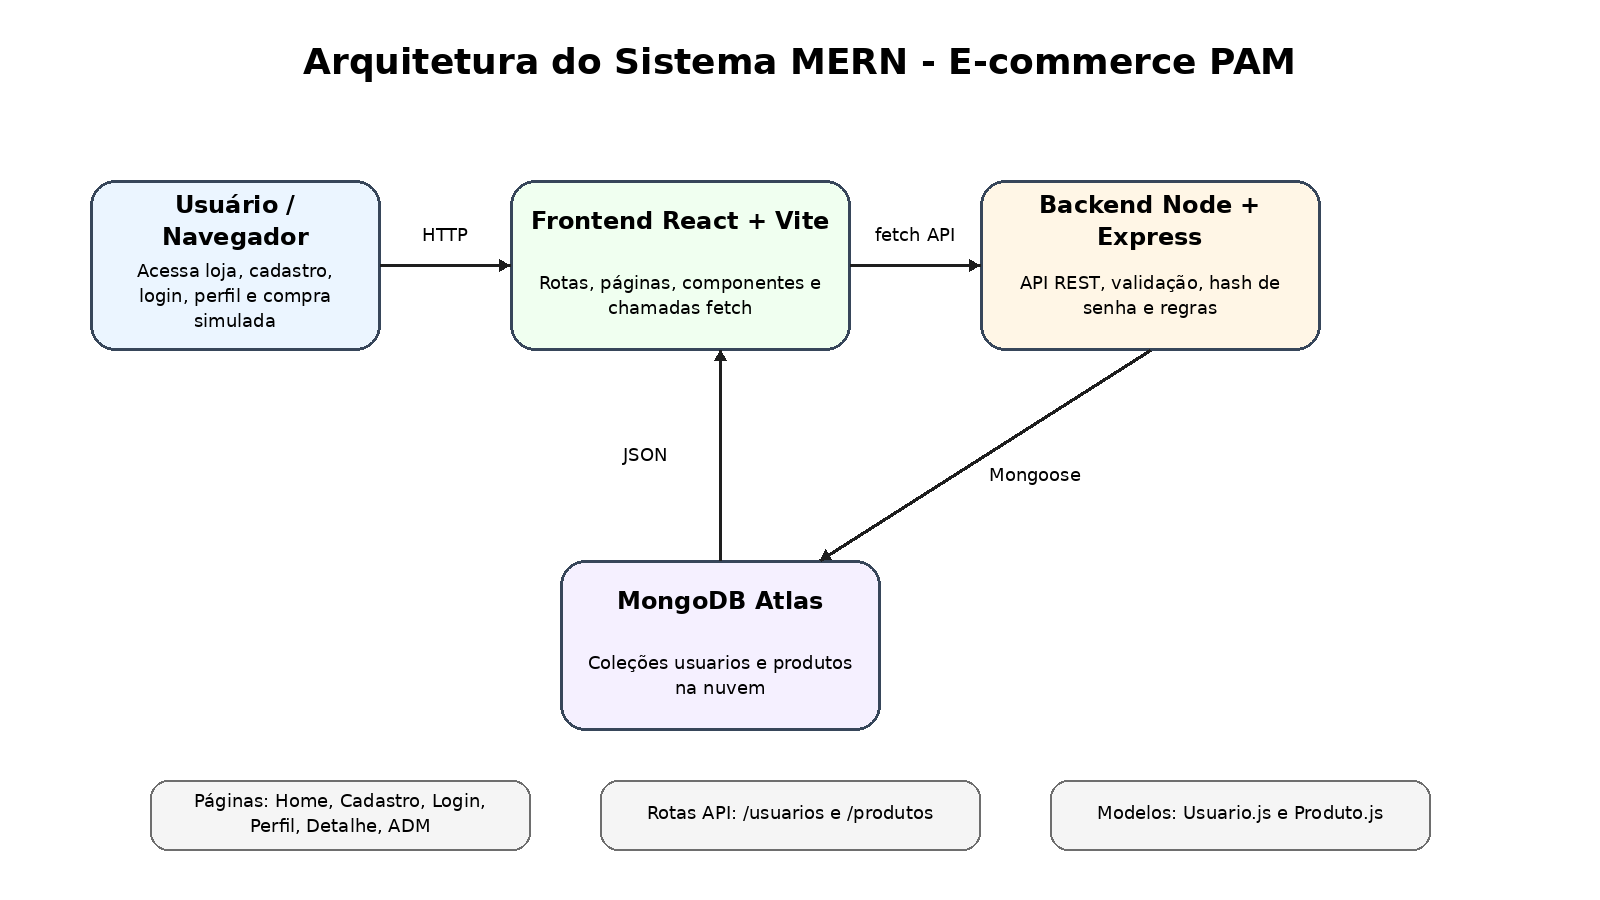 Arquitetura do Sistema MERN - E-commerce PAM
Usuário /
Navegador
Acessa loja, cadastro,
login, perfil e compra
simulada
HTTP
Frontend React + Vite
Rotas, páginas, componentes e
chamadas fetch
fetch API
Backend Node +
Express
API REST, validação, hash de
senha e regras
JSON
Mongoose
MongoDB Atlas
Coleções usuarios e produtos
na nuvem
Páginas: Home, Cadastro, Login,
Perfil, Detalhe, ADM
Rotas API: /usuarios e /produtos
Modelos: Usuario.js e Produto.js